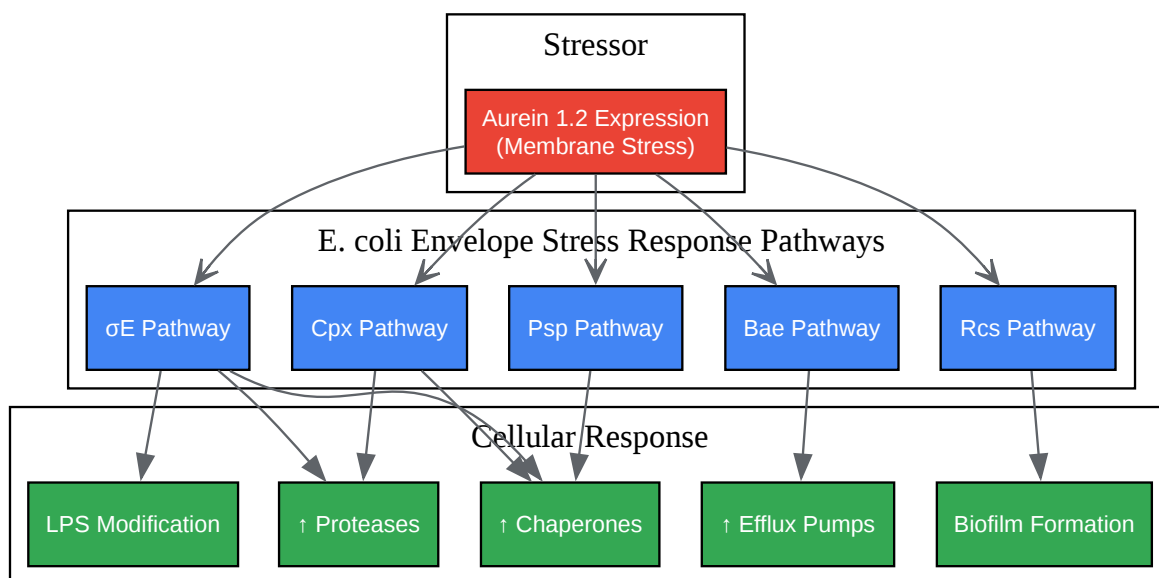 Stressor
Aurein 1.2 Expression
(Membrane Stress)
E. coli Envelope Stress Response Pathways
σE Pathway
Cpx Pathway
Psp Pathway
Bae Pathway
Rcs Pathway
Cellular Response
LPS Modification
↑ Proteases
↑ Chaperones
↑ Efflux Pumps
Biofilm Formation